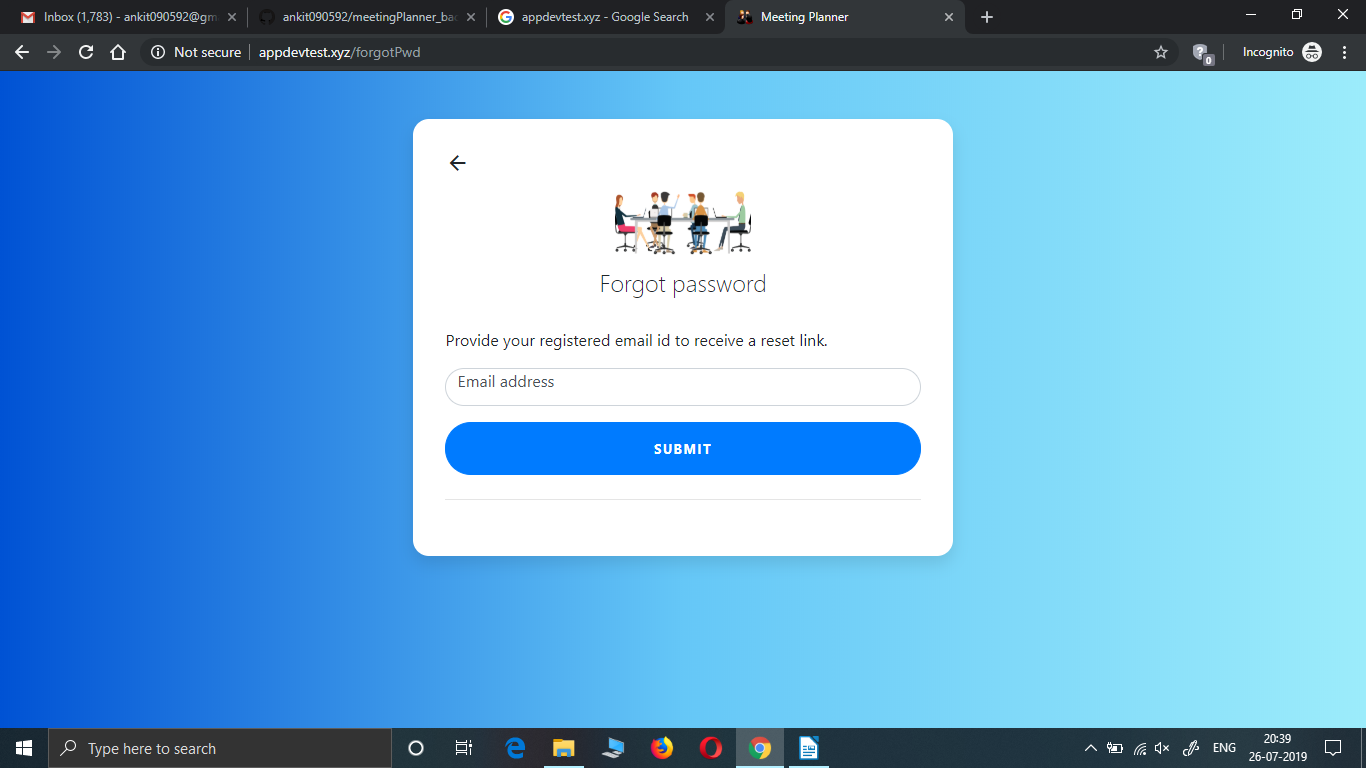 Inbox (1,783) - ankit090592@gm
ankit090592/meetingPlanner_bac
appdevtest.xyz - Google Search
Meeting Planner
Not secure
appdevtest.xyz/forgotPwd
0
Incognito
Forgot password
Provide your registered email id to receive a reset link.
Email address
SUBMIT
Type here to search
ENG
20:39
26-07-2019